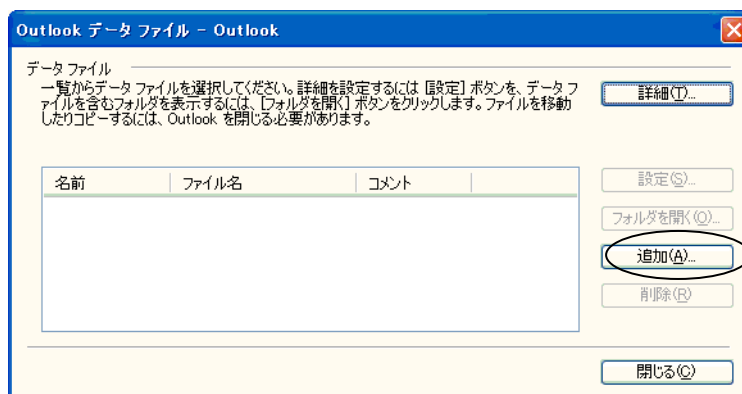 Outlook データ ファイル - Outlook
データ ファイル
一覧からデータ ファイルを選択してください。詳細を設定するには [設定] ボタンを、データ フ
ァイルを含むフォルダを表示するには、[フォルダを開く] ボタンをクリックします。ファイルを移動
したりコピーするには、Outlook を閉じる必要があります。
詳細(T)...
名前 ファイル名 コメント
設定(S)...
フォルダを開く(O)...
追加(A)...
削除(R)
閉じる(C)